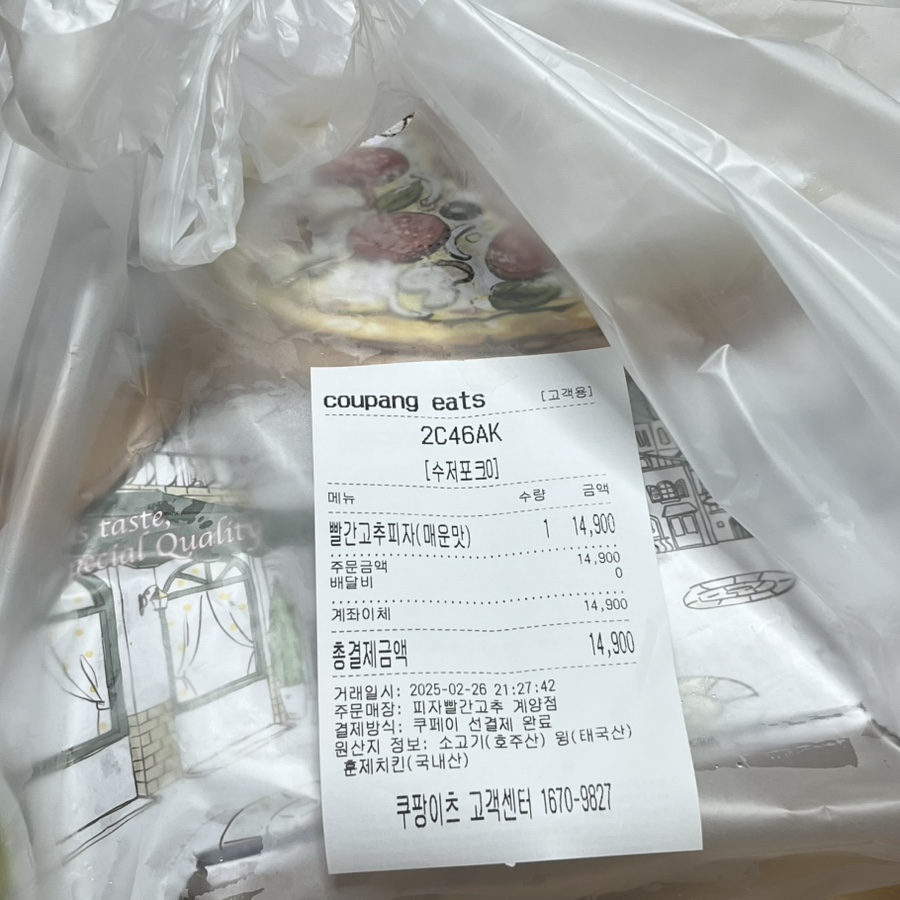 coupang eats [고객용]
2C46AK
[수저포크0]
메뉴 수량 금액
빨간고추피자(매운맛) 1 14,900
주문금액 14,900
배달비 0
계좌이체 14,900
총결제금액 14,900
거래일시: 2025-02-26 21:27:42
주문매장: 피자빨간고추 계양점
결제방식: 쿠페이 선결제 완료
원산지 정보: 소고기(호주산) 윙(태국산)
훈제치킨(국내산)
쿠팡이츠 고객센터 1670-9827
taste,
Special Quality